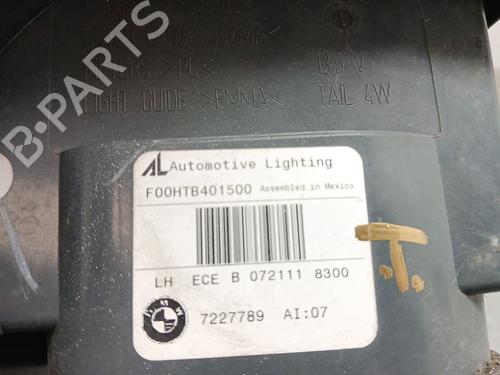 >PMMA<
>PC<
13.5 V
LIGHT GUIDE >PMMA<
TAIL 4W
B-PARTS
AL Automotive Lighting
F00HTB401500 Assembled in Mexico
LH ECE B 072111 8300
BMW
7227789 AI:07
.T.